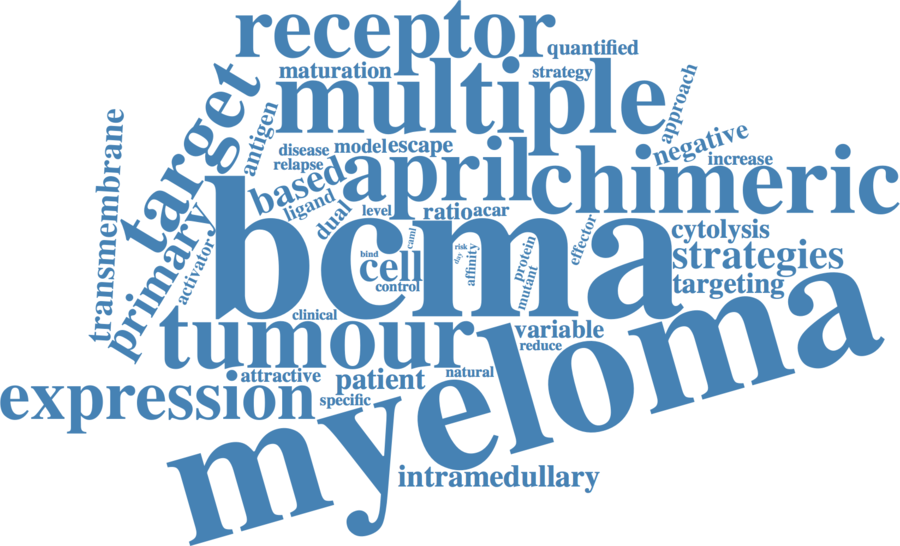 receptor
quantified
maturation
strategy
multiple
target
antigen
approach
transmembrane
disease
model
escape
negative
increase
relapse
based
april
chimeric
ligand
dual
level
ratio
acar
primary
activator
bcma
caml
risk
day
affinity
protein
mutant
effector
cytolysis
strategies
bind
cell
control
targeting
clinical
tumour
variable
reduce
myeloma
attractive
patient
natural
expression
specific
intramedullary